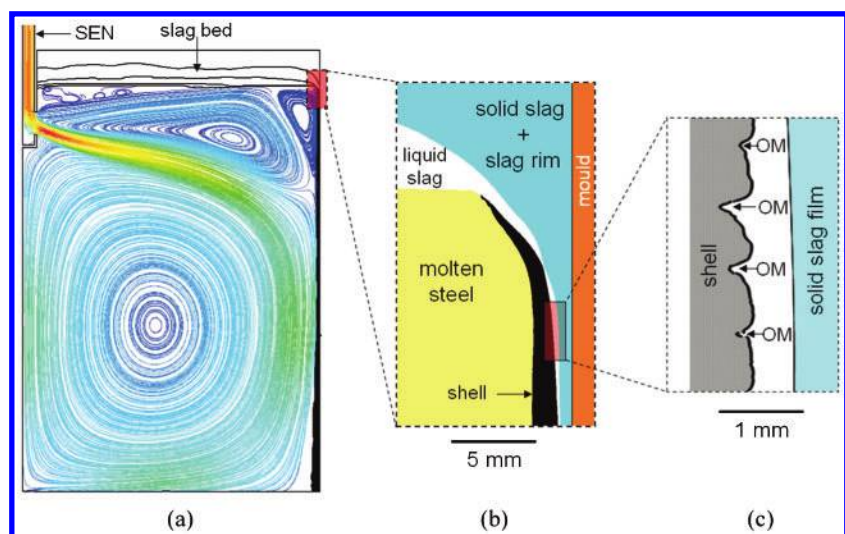 SEN
slag bed
solid slag
+
slag rim
liquid
slag
mould
molten
steel
shell
5 mm
OM
OM
OM
OM
shell
solid slag film
1 mm
(a)
(b)
(c)